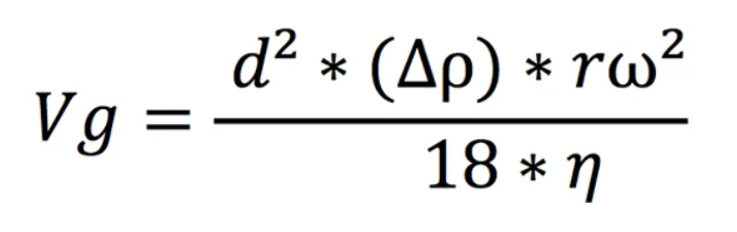 Vg = d² * (Δρ) * rω² / 18 * η